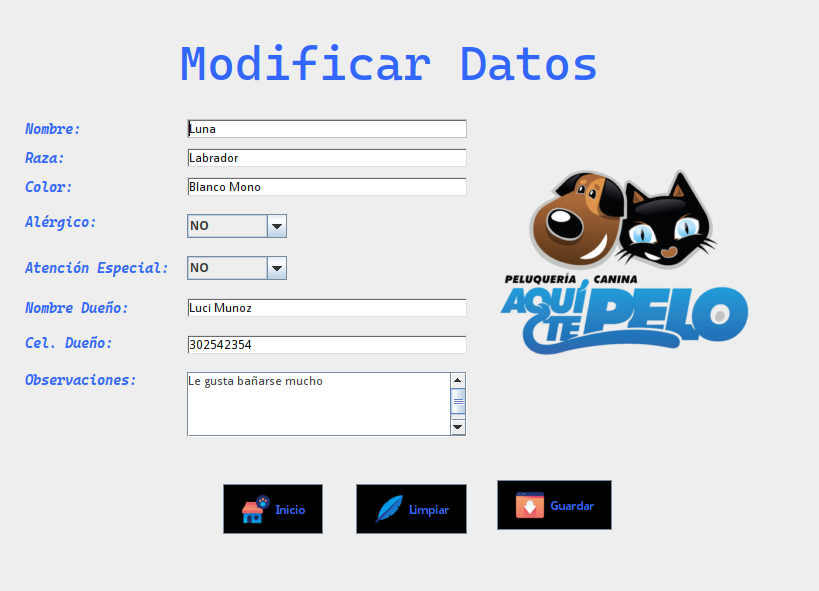 Modificar Datos
Nombre: Luna
Raza: Labrador
Color: Blanco Mono
Alérgico: NO
Atención Especial: NO
Nombre Dueño: Luci Munoz
Cel. Dueño: 302542354
Observaciones: Le gusta bañarse mucho
PELUQUERÍA CANINA
AQUÍ
TE PELO
Inicio Limpiar Guardar